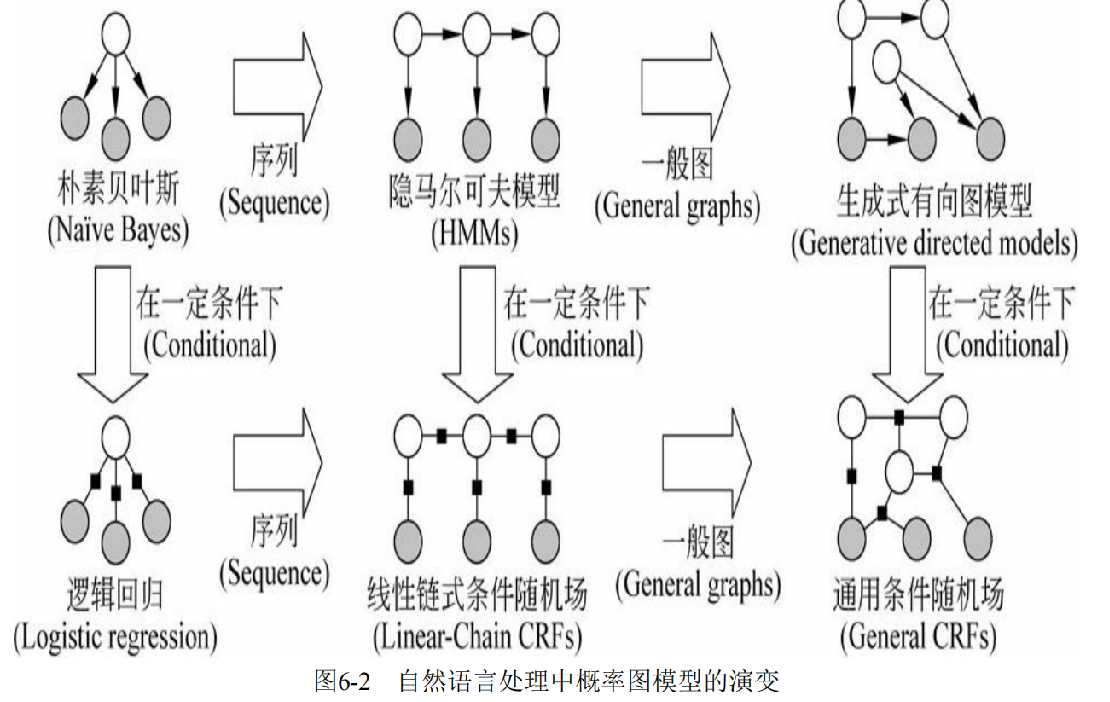 朴素贝叶斯
(Naïve Bayes)
序列
(Sequence)
隐马尔可夫模型
(HMMs)
一般图
(General graphs)
生成式有向图模型
(Generative directed models)
在一定条件下
(Conditional)
在一定条件下
(Conditional)
在一定条件下
(Conditional)
逻辑回归
(Logistic regression)
序列
(Sequence)
线性链式条件随机场
(Linear-Chain CRFs)
一般图
(General graphs)
通用条件随机场
(General CRFs)
图6-2 自然语言处理中概率图模型的演变